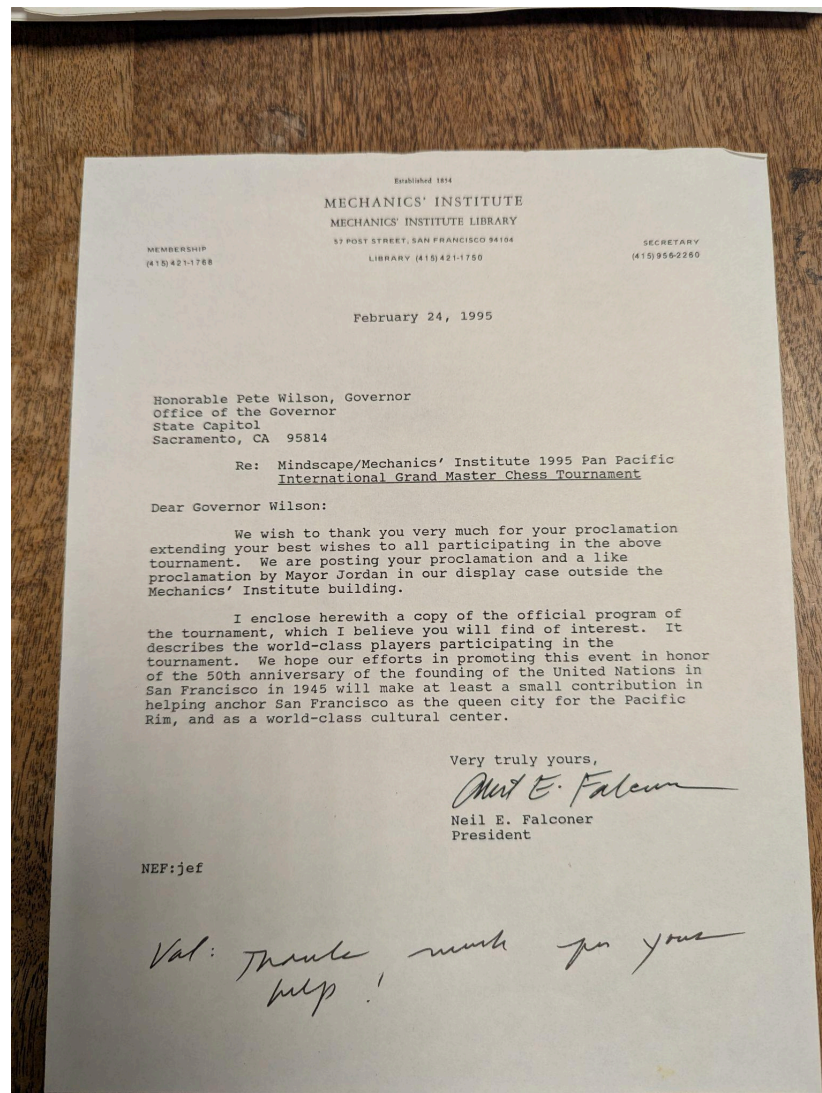 Established 1854
MECHANICS' INSTITUTE
MECHANICS' INSTITUTE LIBRARY
57 POST STREET, SAN FRANCISCO 94104
LIBRARY (415) 421-1750
MEMBERSHIP
(415) 421-1768
SECRETARY
(415) 956-2260
February 24, 1995
Honorable Pete Wilson, Governor
Office of the Governor
State Capitol
Sacramento, CA 95814
Re: Mindscape/Mechanics' Institute 1995 Pan Pacific
International Grand Master Chess Tournament
Dear Governor Wilson:
We wish to thank you very much for your proclamation
extending your best wishes to all participating in the above
tournament. We are posting your proclamation and a like
proclamation by Mayor Jordan in our display case outside the
Mechanics' Institute building.
I enclose herewith a copy of the official program of
the tournament, which I believe you will find of interest. It
describes the world-class players participating in the
tournament. We hope our efforts in promoting this event in honor
of the 50th anniversary of the founding of the United Nations in
San Francisco in 1945 will make at least a small contribution in
helping anchor San Francisco as the queen city for the Pacific
Rim, and as a world-class cultural center.
Very truly yours,
Neil E. Falconer
Neil E. Falconer
President
NEF:jef
Val: Thanks much for your
help!